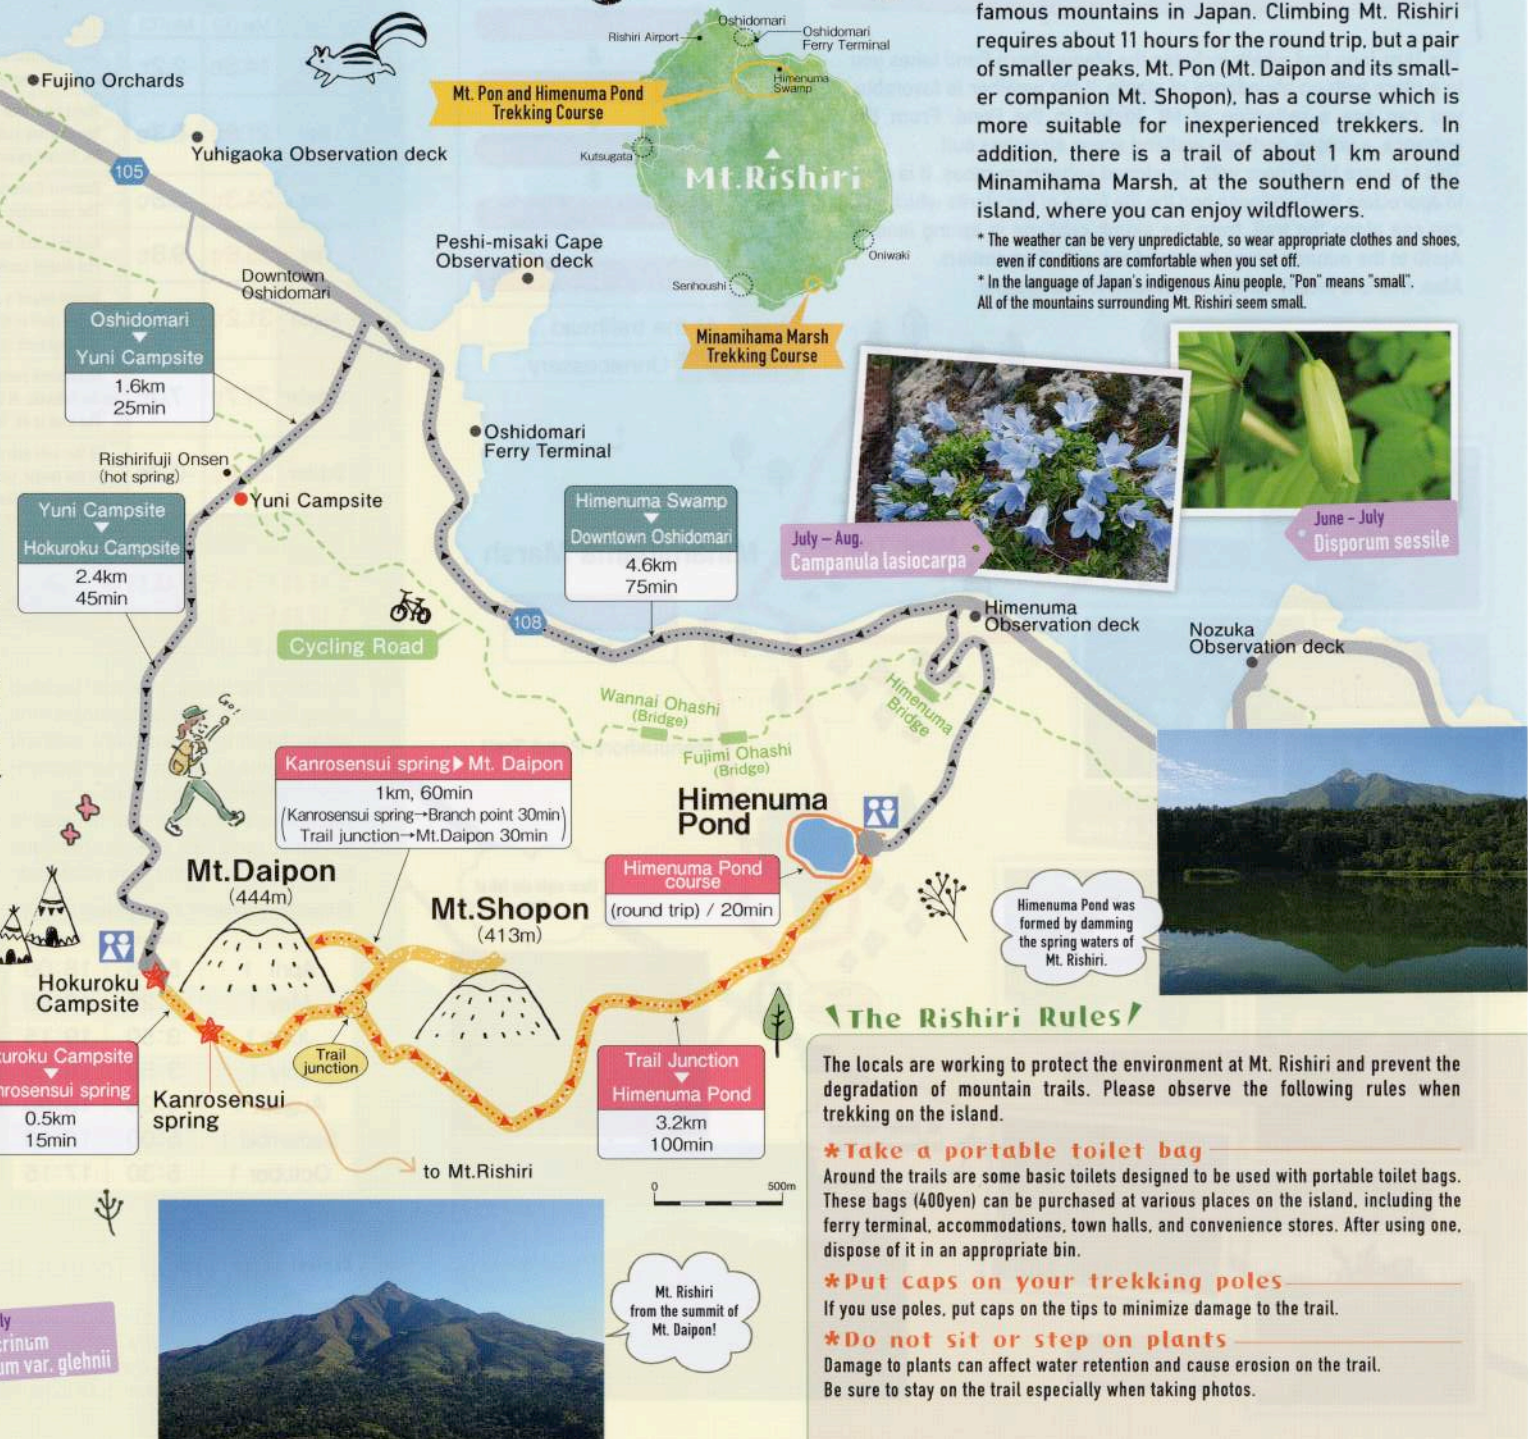 famous mountains in Japan. Climbing Mt. Rishiri
requires about 11 hours for the round trip, but a pair
of smaller peaks, Mt. Pon (Mt. Daipon and its small-
er companion Mt. Shopon), has a course which is
more suitable for inexperienced trekkers. In
addition, there is a trail of about 1 km around
Minamihama Marsh, at the southern end of the
island, where you can enjoy wildflowers.
* The weather can be very unpredictable, so wear appropriate clothes and shoes,
even if conditions are comfortable when you set off.
* In the language of Japan's indigenous Ainu people, "Pon" means "small".
All of the mountains surrounding Mt. Rishiri seem small.
Oshidomari
Rishiri Airport
Oshidomari
Ferry Terminal
Himenuma
Swamp
Mt. Pon and Himenuma Pond
Trekking Course
Kutsugata
Mt.Rishiri
Oniwaki
Senhoushi
Minamihama Marsh
Trekking Course
Fujino Orchards
Yuhigaoka Observation deck
105
Peshi-misaki Cape
Observation deck
Downtown
Oshidomari
Oshidomari
Yuni Campsite
1.6km
25min
Oshidomari
Ferry Terminal
Rishirifuji Onsen
(hot spring)
Yuni Campsite
Yuni Campsite
Hokuroku Campsite
2.4km
45min
Himenuma Swamp
Downtown Oshidomari
4.6km
75min
July – Aug.
Campanula lasiocarpa
June - July
Disporum sessile
108
Cycling Road
Himenuma
Observation deck
Nozuka
Observation deck
Wannai Ohashi
(Bridge)
Fujimi Ohashi
(Bridge)
Himenuma
Bridge
Go!
Kanrosensui spring▶Mt. Daipon
1km, 60min
(Kanrosensui spring→Branch point 30min)
(Trail junction→Mt.Daipon 30min)
Himenuma
Pond
Himenuma Pond
course
(round trip) / 20min
Mt.Daipon
(444m)
Mt.Shopon
(413m)
Hokuroku
Campsite
Trail
junction
Kanrosensui
spring
uroku Campsite
nrosensui spring
0.5km
15min
Trail Junction
Himenuma Pond
3.2km
100min
to Mt.Rishiri
0 500m
Himenuma Pond was
formed by damming
the spring waters of
Mt. Rishiri.
Mt. Rishiri
from the summit of
Mt. Daipon!
ly
crinum
um var. glehnii
The Rishiri Rules
The locals are working to protect the environment at Mt. Rishiri and prevent the
degradation of mountain trails. Please observe the following rules when
trekking on the island.
*Take a portable toilet bag
Around the trails are some basic toilets designed to be used with portable toilet bags.
These bags (400yen) can be purchased at various places on the island, including the
ferry terminal, accommodations, town halls, and convenience stores. After using one,
dispose of it in an appropriate bin.
*Put caps on your trekking poles
If you use poles, put caps on the tips to minimize damage to the trail.
*Do not sit or step on plants
Damage to plants can affect water retention and cause erosion on the trail.
Be sure to stay on the trail especially when taking photos.